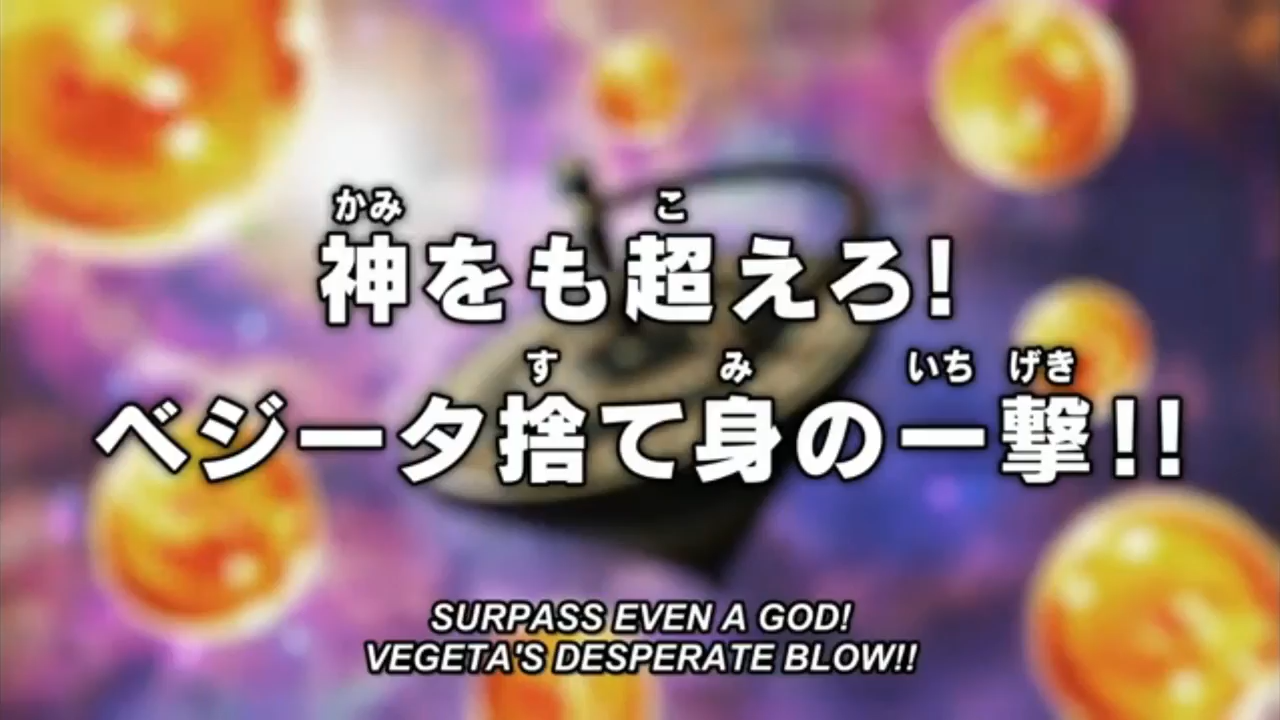 かみ こ
神をも超えろ!
す み いち げき
ベジータ捨て身の一撃!!
SURPASS EVEN A GOD!
VEGETA'S DESPERATE BLOW!!